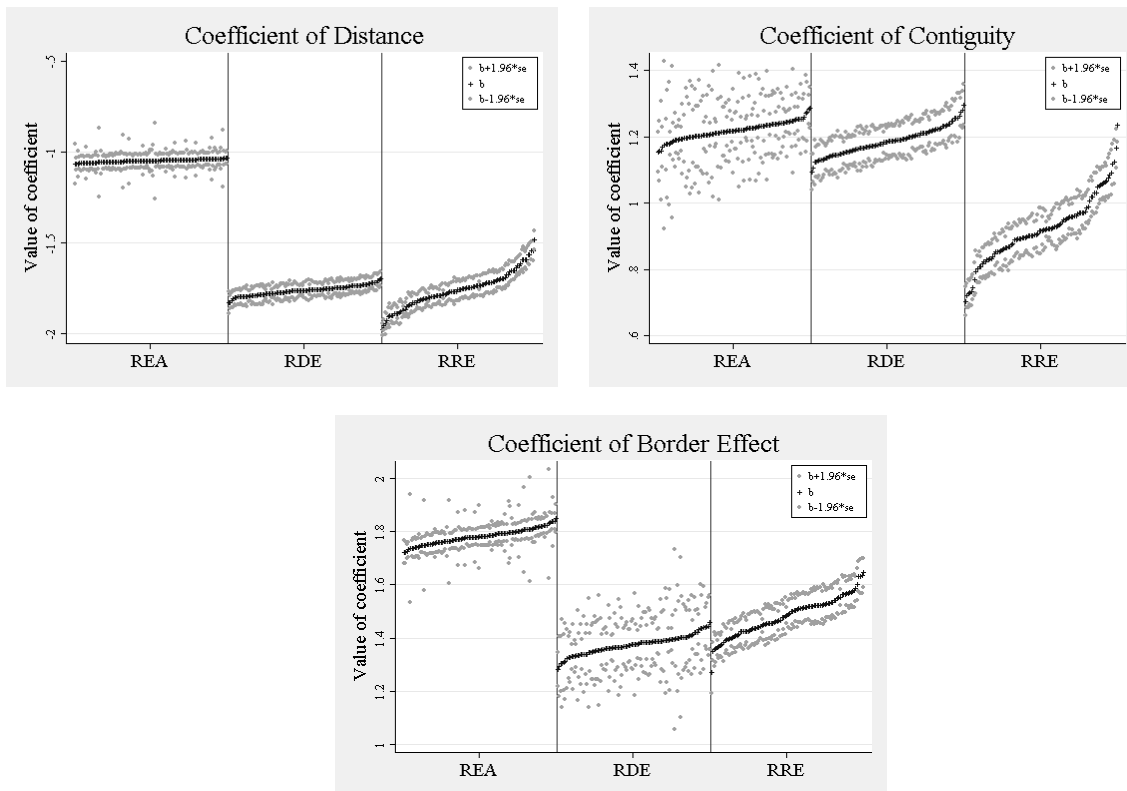 Coefficient of Distance
b+1.96*se
b
b-1.96*se
Value of coefficient
-.5
-1
-1.5
-2
REA RDE RRE
Coefficient of Contiguity
b+1.96*se
b
b-1.96*se
Value of coefficient
1.4
1.2
1
.8
.6
REA RDE RRE
Coefficient of Border Effect
b+1.96*se
b
b-1.96*se
Value of coefficient
2
1.8
1.6
1.4
1.2
1
REA RDE RRE